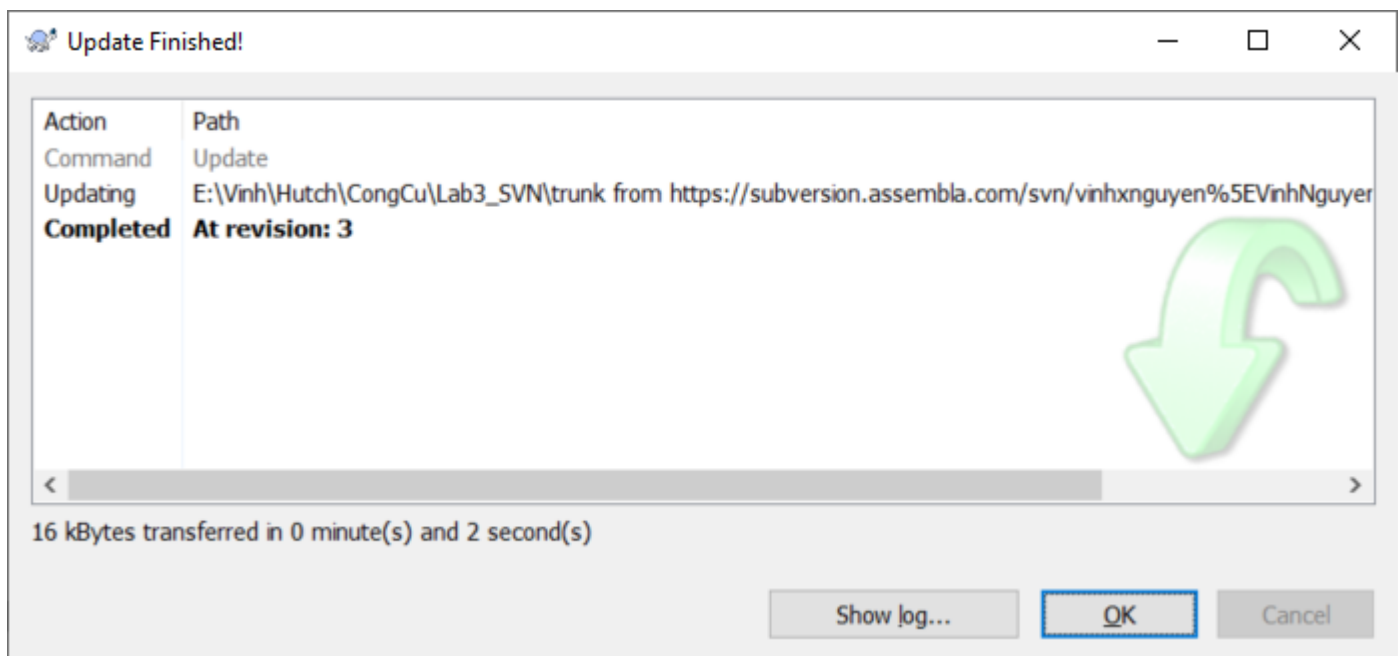 Update Finished!
Action Path
Command Update
Updating E:\Vinh\Hutch\CongCu\Lab3_SVN\trunk from https://subversion.assembla.com/svn/vinhxnguyen%5EVinhNguyen
Completed At revision: 3
16 kBytes transferred in 0 minute(s) and 2 second(s)
Show log... OK Cancel